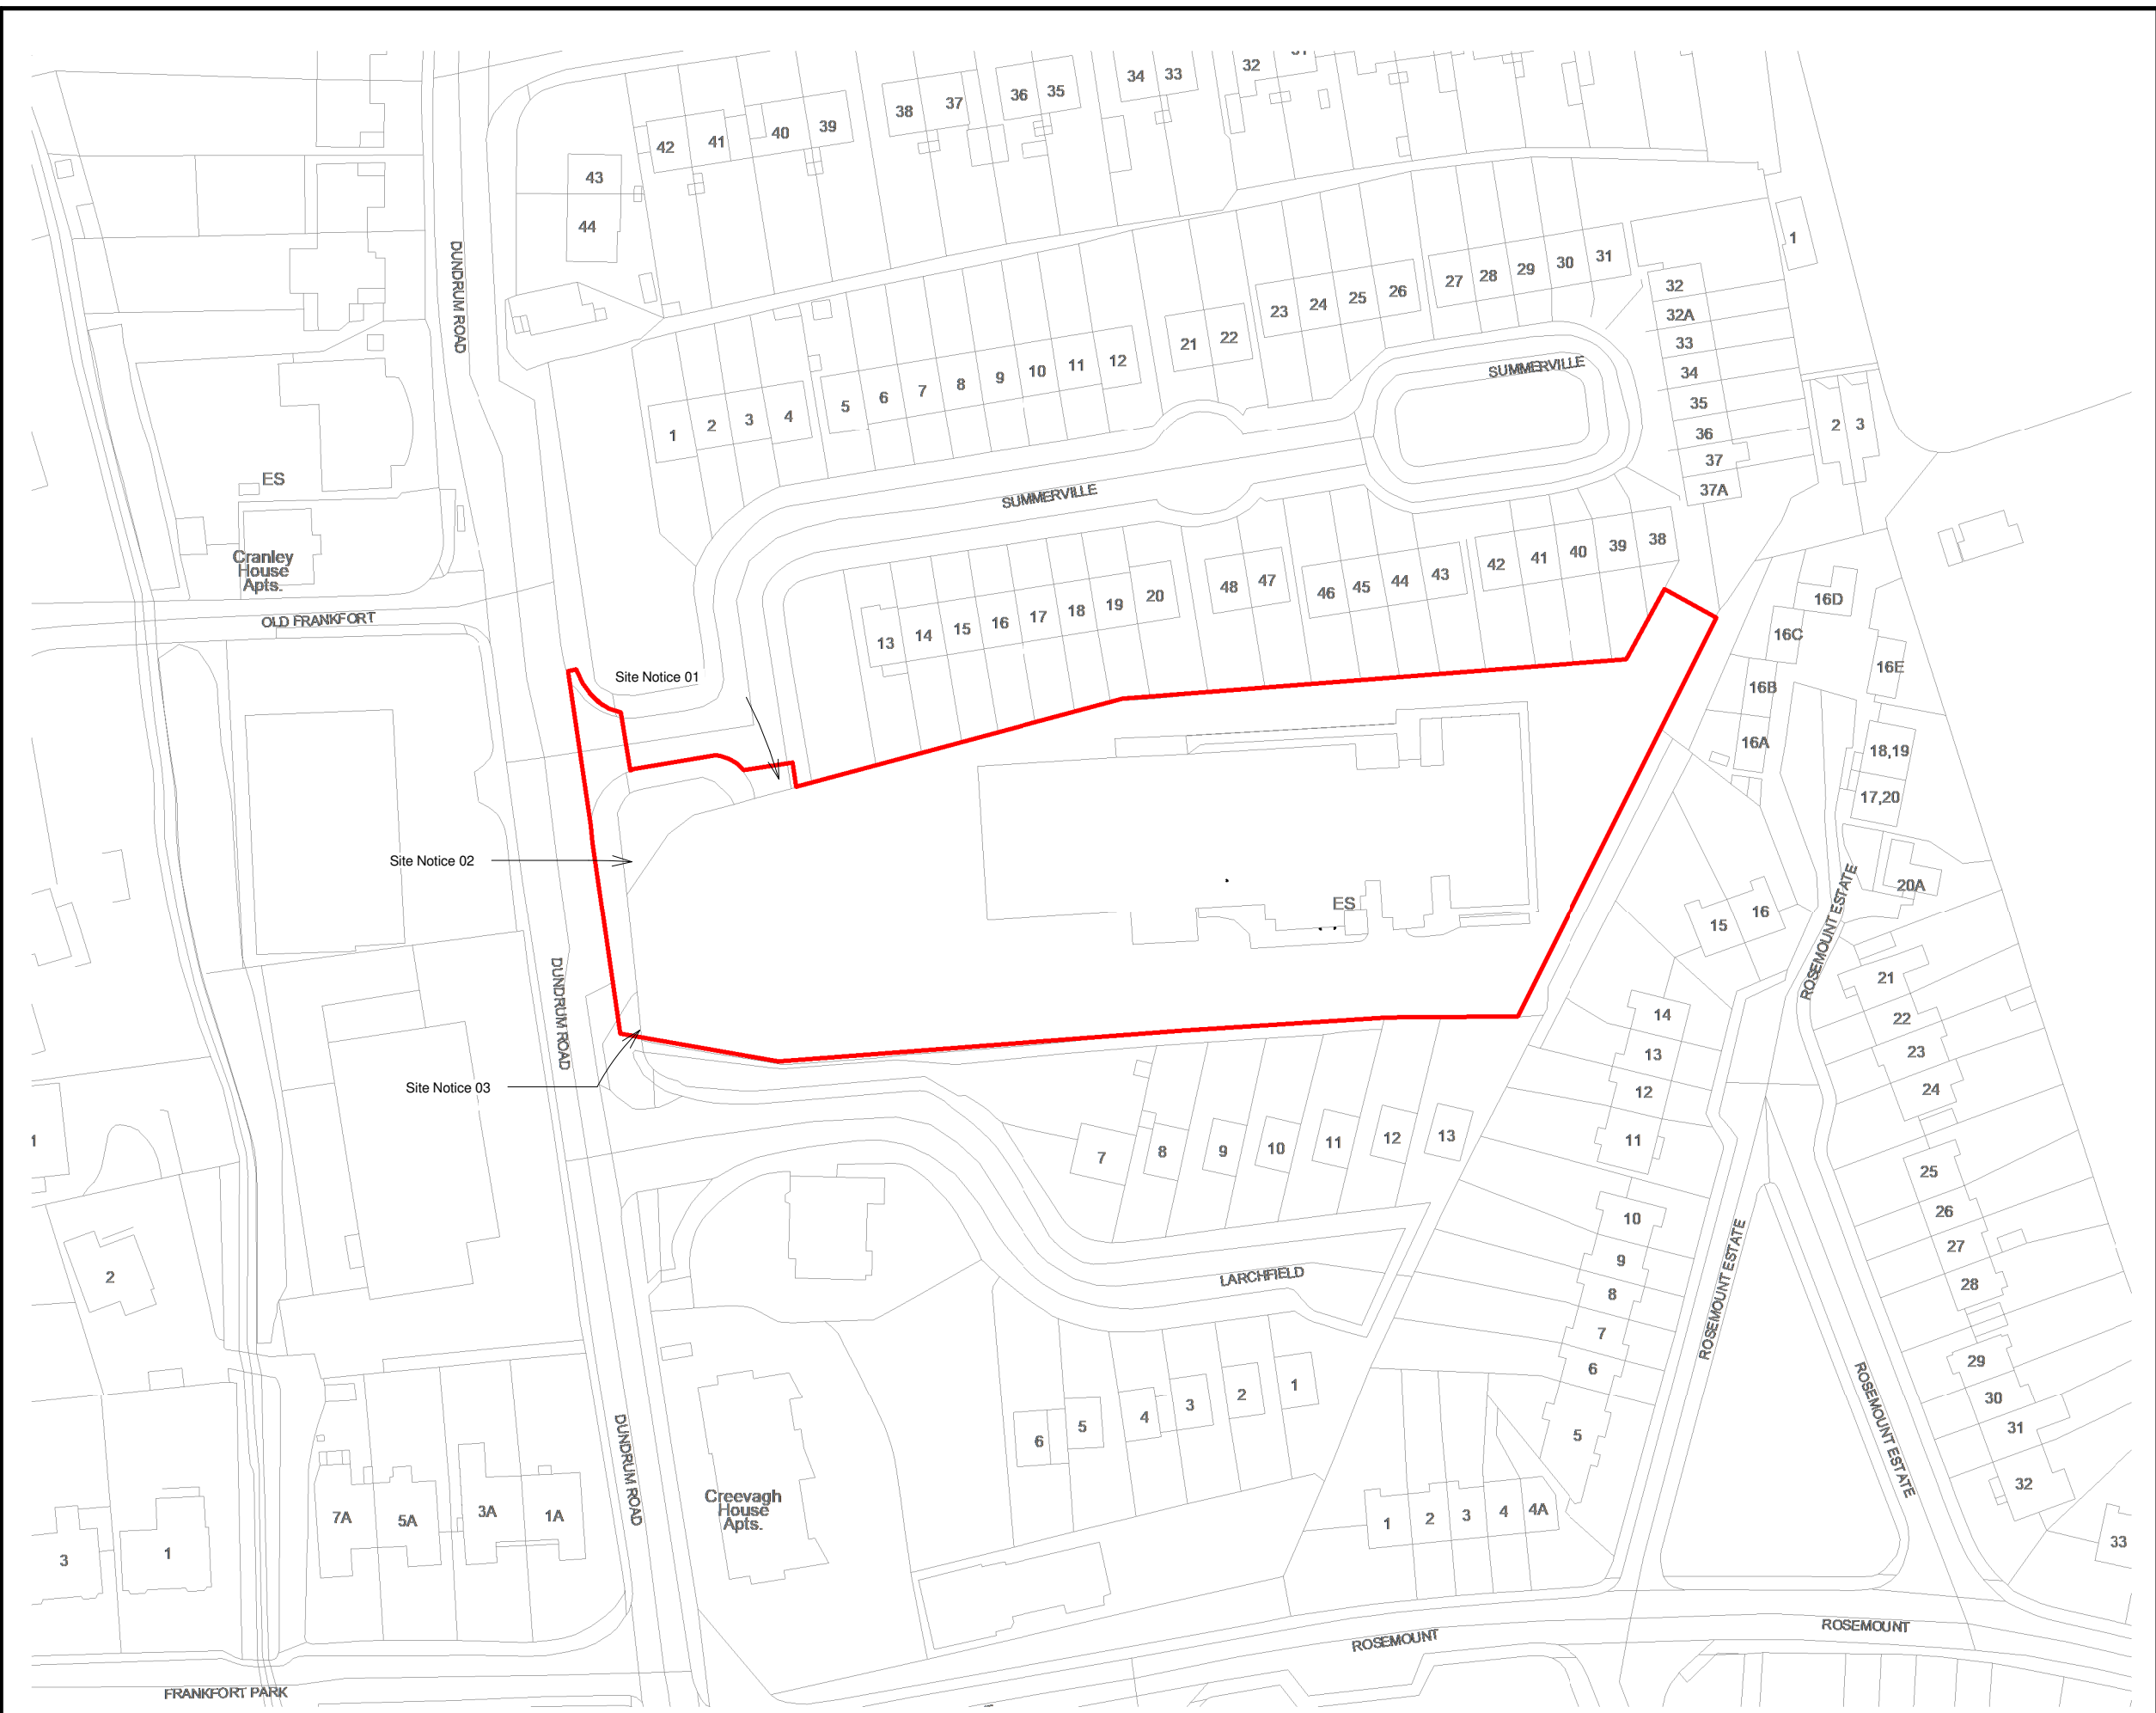 34 33
32
36 35
38 37
42 41 40 39
43
44
DUNDRUM ROAD
1
27 28 29 30 31
32
32A
33
34
35
36
37
37A
23 24 25 26
21 22
5 6 7 8 9 10 11 12
1 2 3 4
SUMMERVILLE
2 3
ES
SUMMERVILLE
Cranley
House
Apts.
OLD FRANKFORT
13 14 15 16 17 18 19 20
48 47
46 45 44 43
42 41 40 39 38
16D
16C
16E
16B
16A
18,19
17,20
Site Notice 01
Site Notice 02
ES
20A
15 16
ROSEMOUNT ESTATE
DUNDRUM ROAD
Site Notice 03
21
22
23
24
14
13
12
11
7 8 9 10 11 12 13
1
2
25
26
27
28
10
9
8
7
6
5
LARCHFIELD
ROSEMOUNT ESTATE
ROSEMOUNT ESTATE
29
30
31
32
33
6 5 4 3 2 1
DUNDRUM ROAD
Creevagh
House
Apts.
3 1
7A 5A 3A 1A
1 2 3 4 4A
ROSEMOUNT
ROSEMOUNT
FRANKFORT PARK